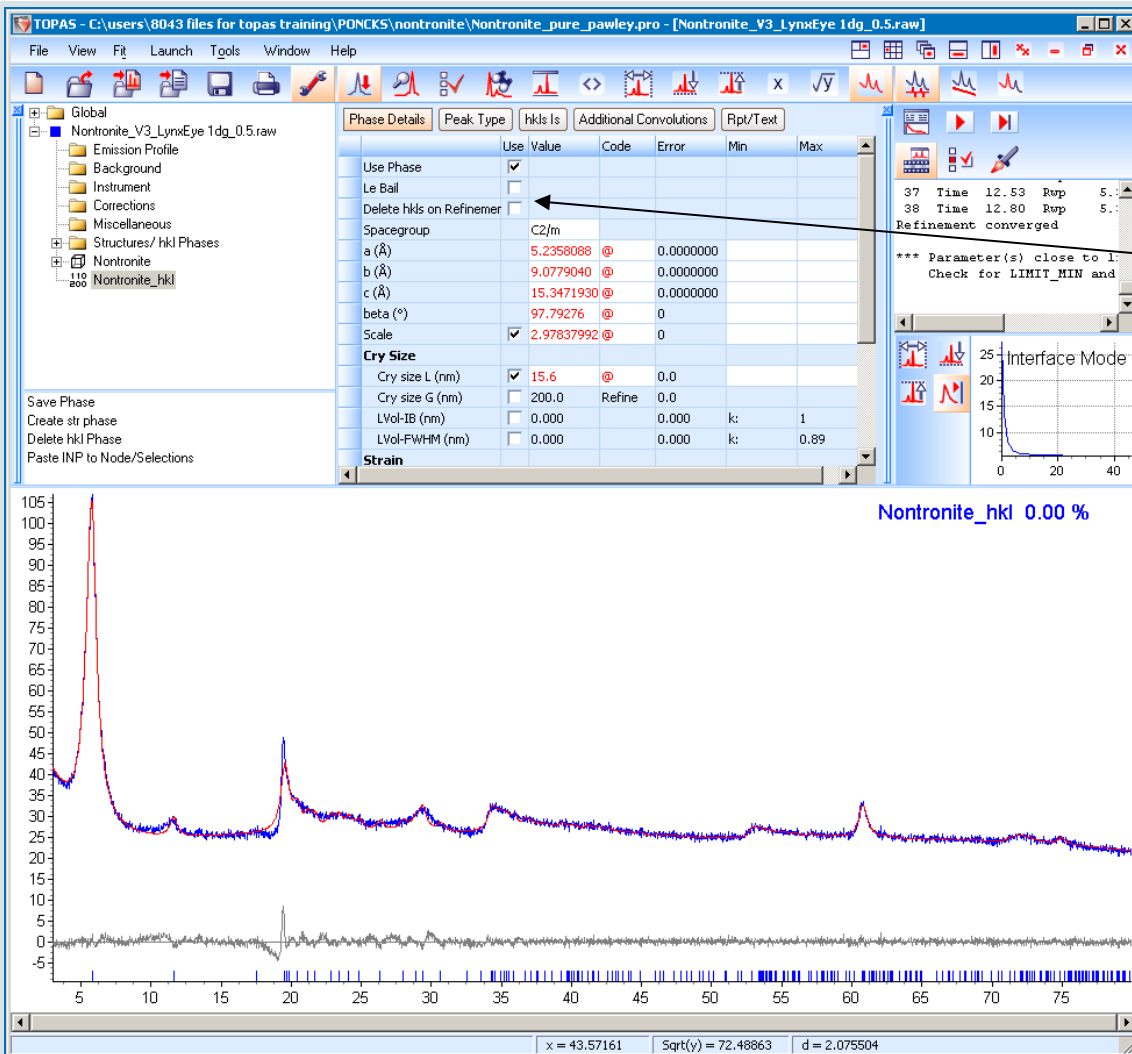 TOPAS - C:\users\8043 files for topas training\PONCKS\nontronite\Nontronite_pure_pawley.pro - [Nontronite_V3_LynxEye 1dg_0.5.raw]
File View Fit Launch Tools Window Help
Global
Nontronite_V3_LynxEye 1dg_0.5.raw
Emission Profile
Background
Instrument
Corrections
Miscellaneous
Structures/ hkl Phases
Nontronite
110
200 Nontronite_hkl
Save Phase
Create str phase
Delete hkl Phase
Paste INP to Node/Selections
Phase Details Peak Type hkls Is Additional Convolutions Rpt/Text
Use Value Code Error Min Max
Use Phase
Le Bail
Delete hkls on Refinemer
Spacegroup C2/m
a (Å) 5.2358088 @ 0.0000000
b (Å) 9.0779040 @ 0.0000000
c (Å) 15.3471930 @ 0.0000000
beta (°) 97.79276 @ 0
Scale 2.97837992 @ 0
Cry Size
Cry size L (nm) 15.6 @ 0.0
Cry size G (nm) 200.0 Refine 0.0
LVol-IB (nm) 0.000 0.000 k: 1
LVol-FWHM (nm) 0.000 0.000 k: 0.89
Strain
37 Time 12.53 Rwp 5.
38 Time 12.80 Rwp 5.
Refinement converged
*** Parameter(s) close to l
Check for LIMIT_MIN and
Interface Mode
25
20
15
10
0 20 40
Nontronite_hkl 0.00 %
105
100
95
90
85
80
75
70
65
60
55
50
45
40
35
30
25
20
15
10
5
0
-5
5 10 15 20 25 30 35 40 45 50 55 60 65 70 75
x = 43.57161 Sqrt(y) = 72.48863 d = 2.075504